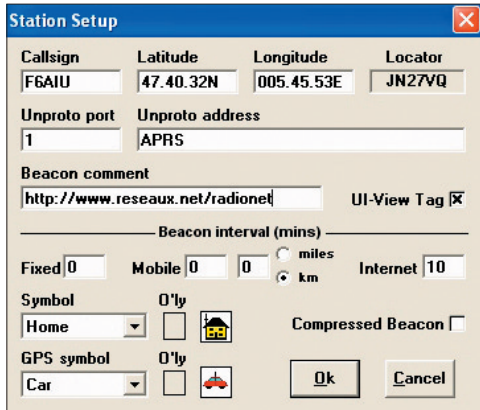 Station Setup
Callsign Latitude Longitude Locator
F6AIU 47.40.32N 005.45.53E JN27VQ
Unproto port Unproto address
1 APRS
Beacon comment
http://www.reseaux.net/radionet UI-View Tag
Beacon interval (mins)
Fixed 0 Mobile 0 0 miles km Internet 10
Symbol O'ly
Home Compressed Beacon
GPS symbol O'ly
Car Ok Cancel